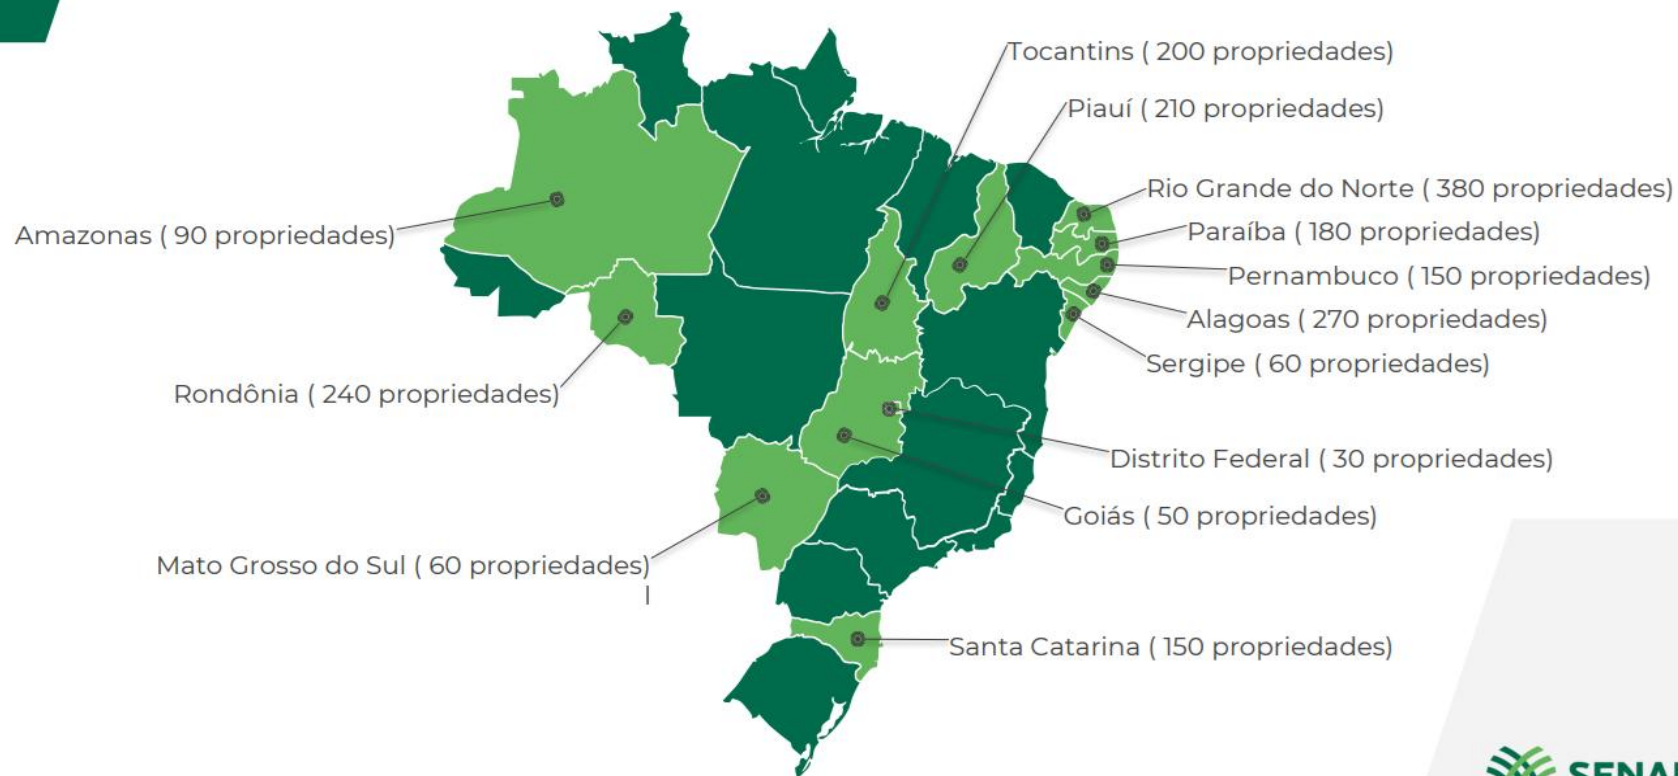 Tocantins ( 200 propriedades)
Piauí ( 210 propriedades)
Rio Grande do Norte ( 380 propriedades)
Amazonas ( 90 propriedades)
Paraíba ( 180 propriedades)
Pernambuco ( 150 propriedades)
Alagoas ( 270 propriedades)
Sergipe ( 60 propriedades)
Rondônia ( 240 propriedades)
Distrito Federal ( 30 propriedades)
Goiás ( 50 propriedades)
Mato Grosso do Sul ( 60 propriedades)
Santa Catarina ( 150 propriedades)